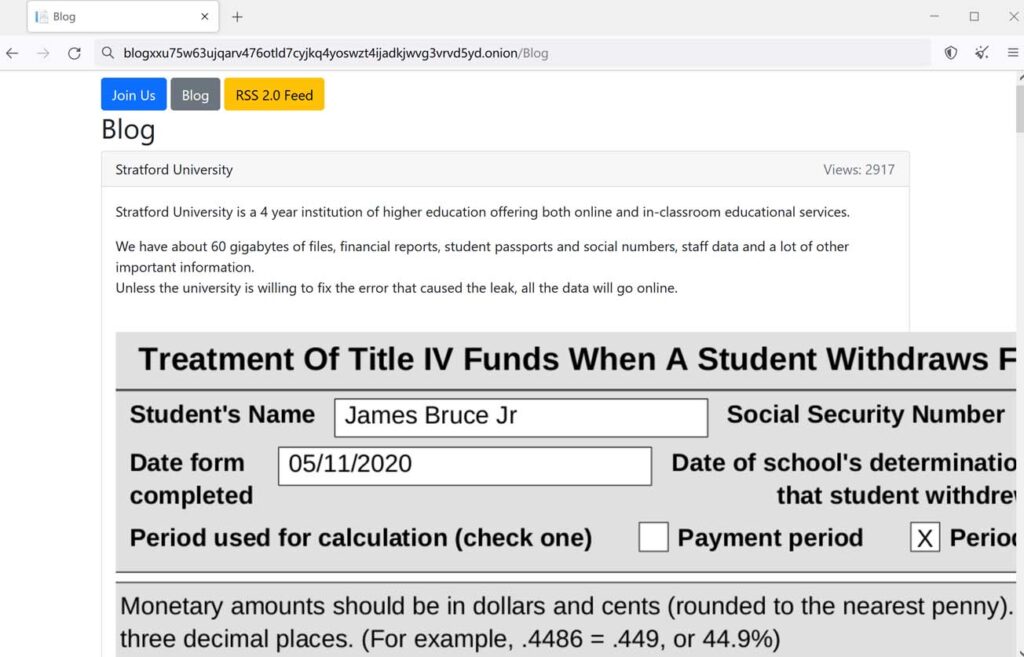 Blog
blogxxu75w63ujqarv476otld7cyjkq4yoswzt4ijadkjwvg3vrvd5yd.onion/Blog
Join Us Blog RSS 2.0 Feed
Blog
Stratford University Views: 2917
Stratford University is a 4 year institution of higher education offering both online and in-classroom educational services.
We have about 60 gigabytes of files, financial reports, student passports and social numbers, staff data and a lot of other
important information.
Unless the university is willing to fix the error that caused the leak, all the data will go online.
Treatment Of Title IV Funds When A Student Withdraws F
Student's Name James Bruce Jr Social Security Number
Date form 05/11/2020 Date of school's determinatio
completed that student withdre
Period used for calculation (check one) Payment period X Perio
Monetary amounts should be in dollars and cents (rounded to the nearest penny).
three decimal places. (For example, .4486 = .449, or 44.9%)